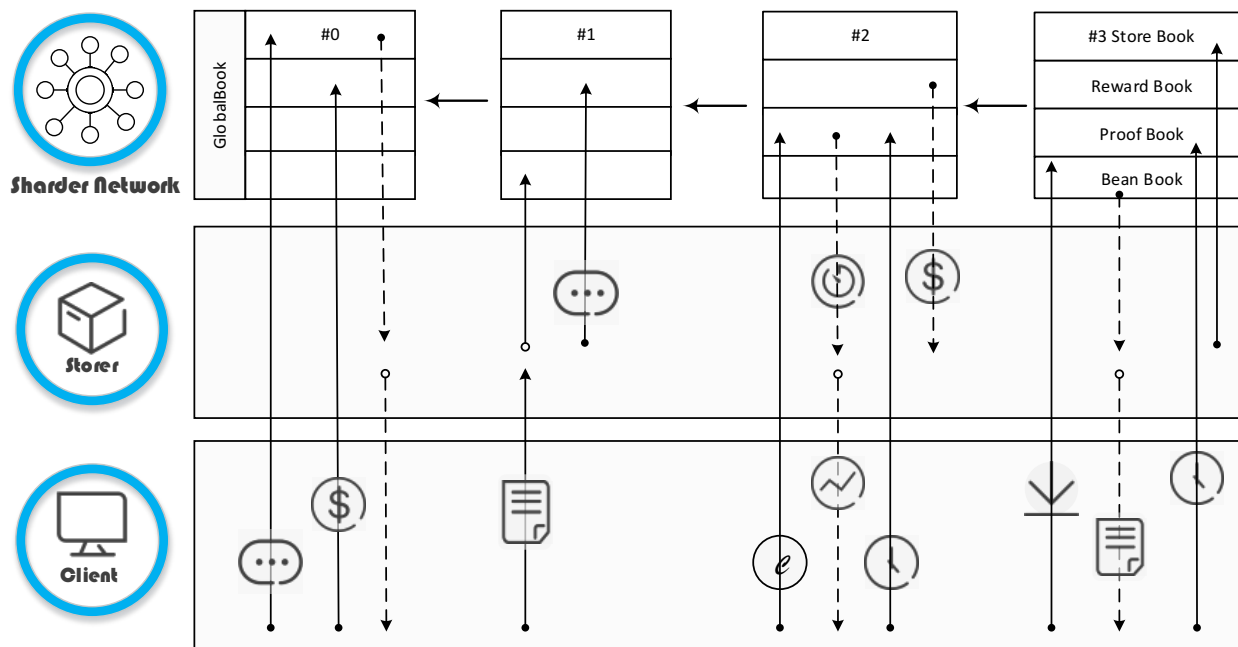 #0
#1
#2
#3 Store Book
Reward Book
Proof Book
Bean Book
GlobalBook
Sharder Network
$
Storer
$
Client
e